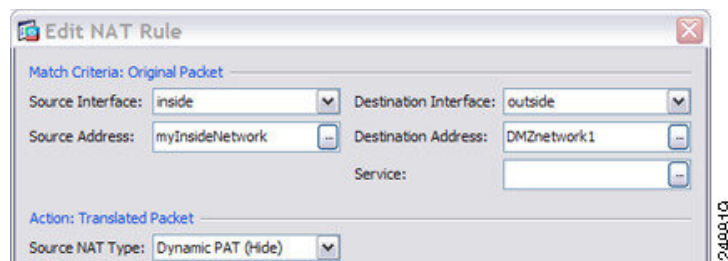 Edit NAT Rule
Match Criteria: Original Packet
Source Interface: inside Destination Interface: outside
Source Address: myInsideNetwork ... Destination Address: DMZnetwork1 ...
Service: ...
Action: Translated Packet
Source NAT Type: Dynamic PAT (Hide)
248819